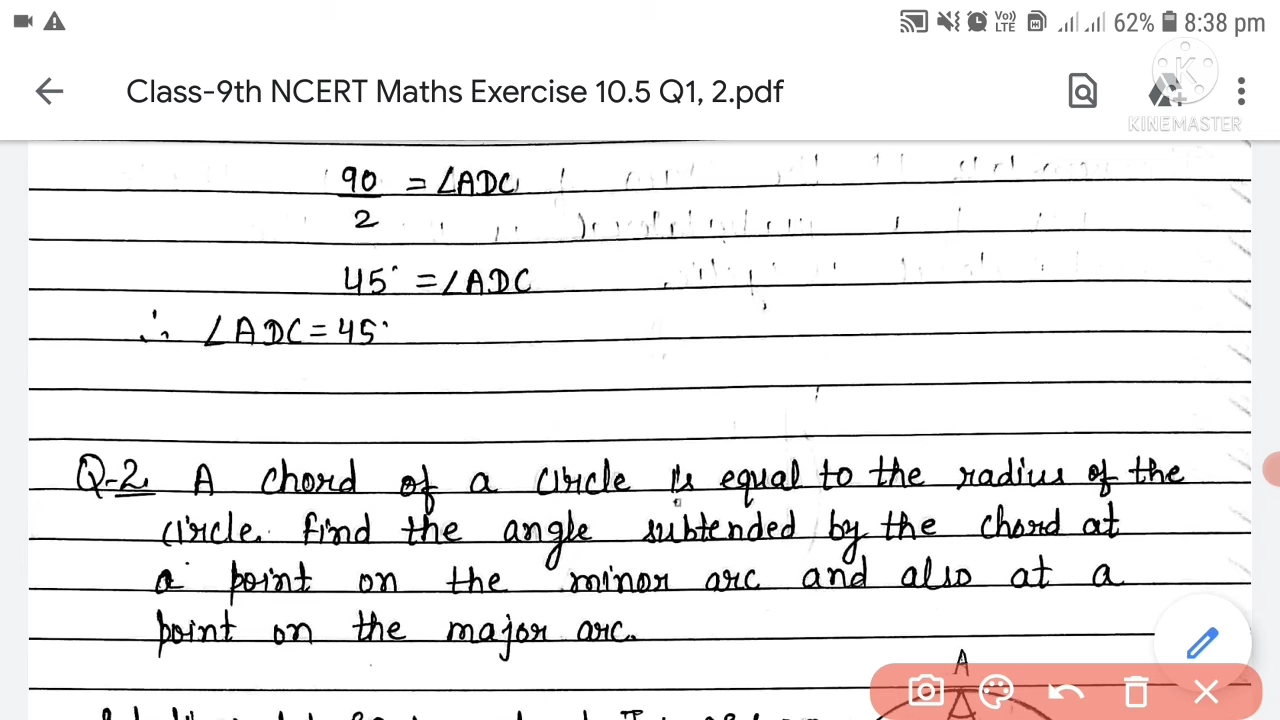 62% 8:38 pm
Vo))
LTE
Class-9th NCERT Maths Exercise 10.5 Q1, 2.pdf
K
KINEMASTER
90 = ∠ADC
2
45° = ∠ADC
∴ ∠ADC = 45°
Q-2. A chord of a circle is equal to the radius of the
circle. find the angle subtended by the chord at
a point on the minor arc and also at a
point on the major arc.
A